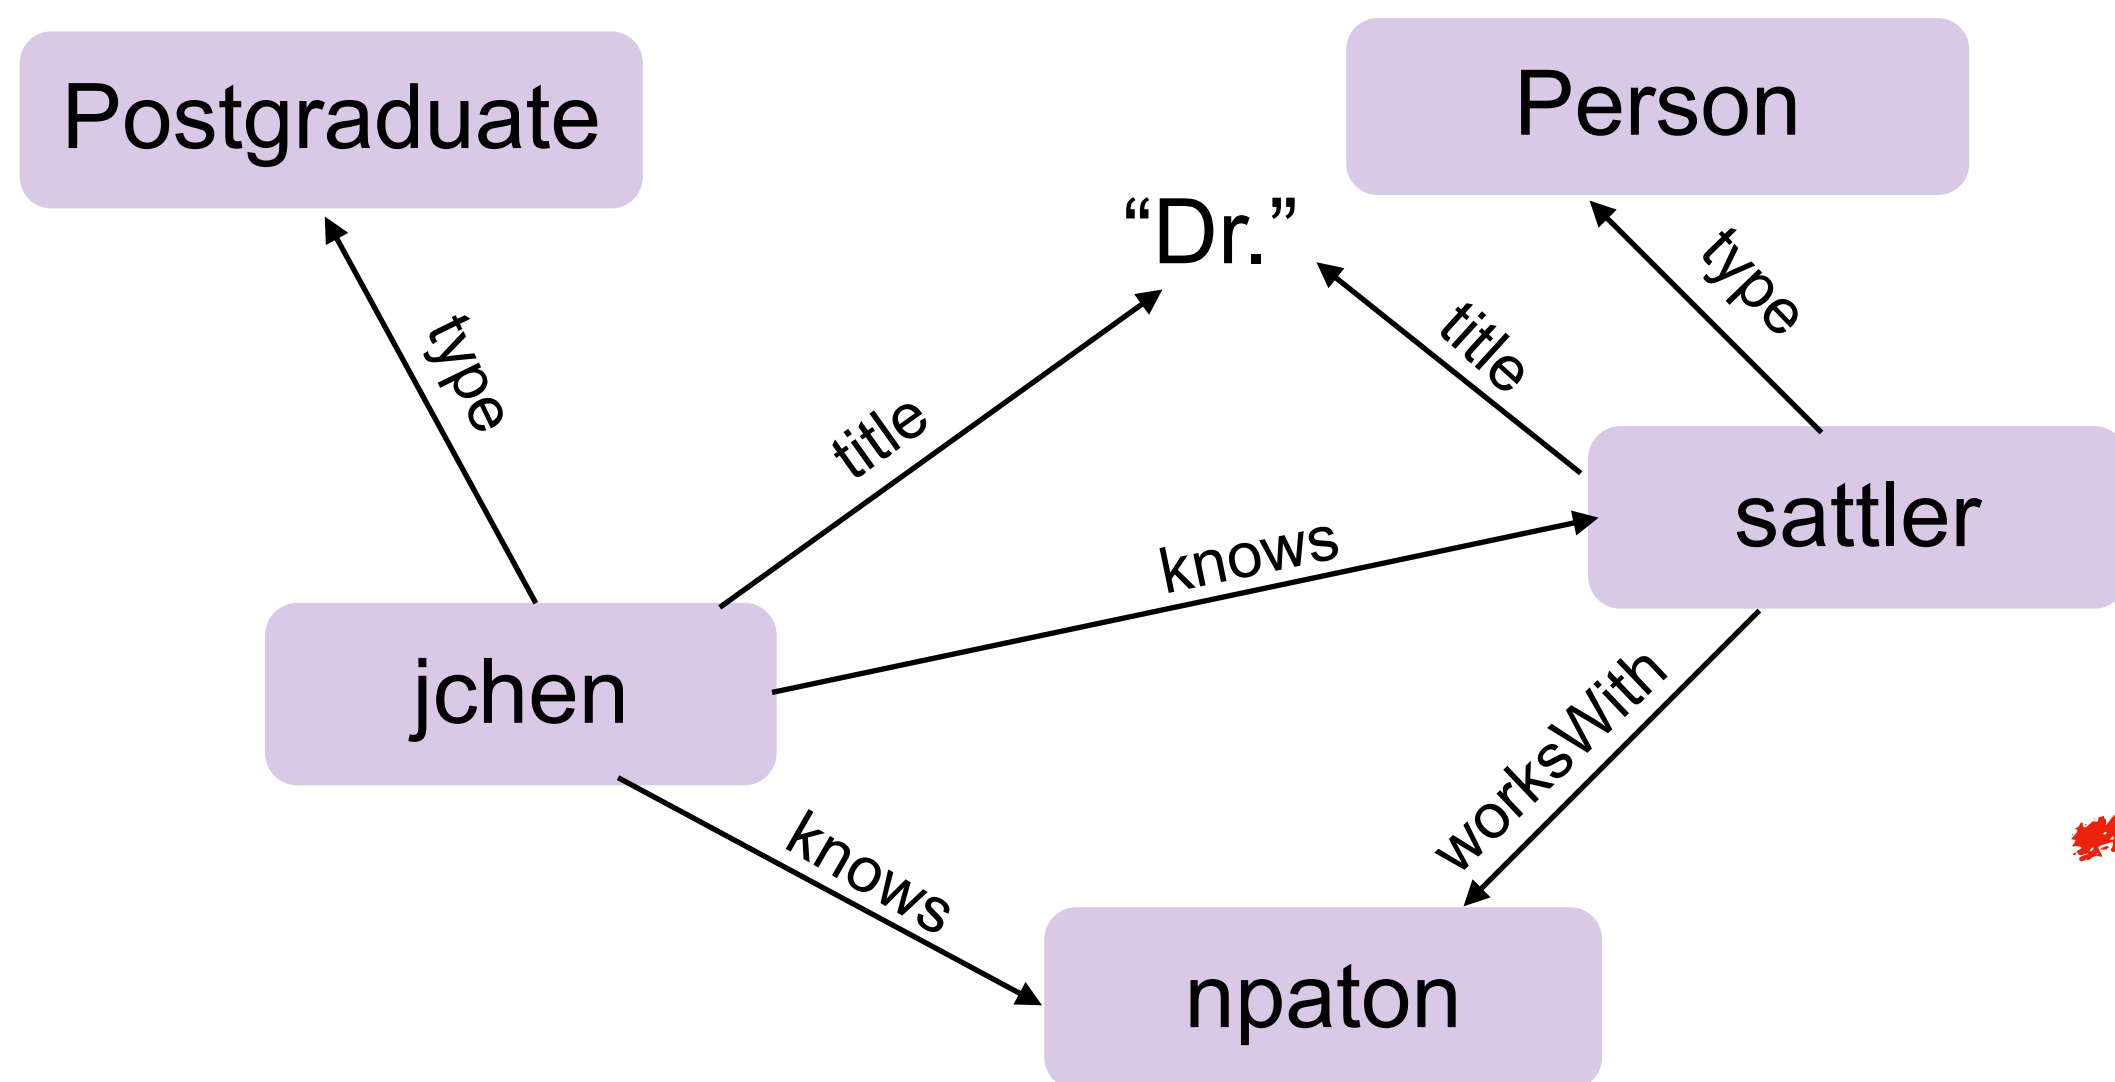 Postgraduate
Person
“Dr.”
type
type
title
title
sattler
knows
jchen
worksWith
knows
npaton